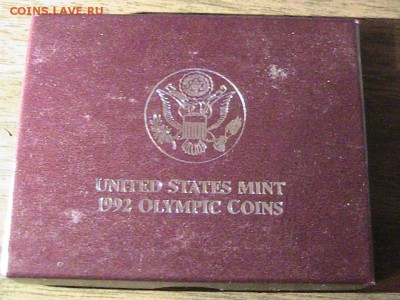 COINS.LAVE.RU
UNITED STATES MINT
1992 OLYMPIC COINS